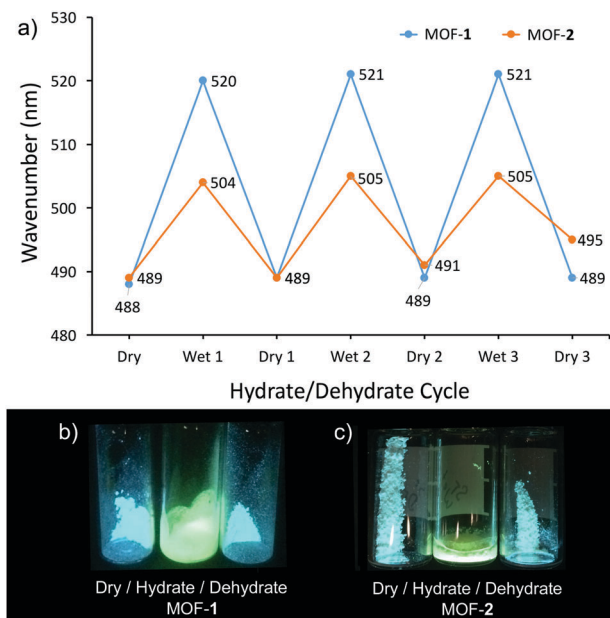 a)
MOF-1
MOF-2
Wavenumber (nm)
530
520
510
500
490
480
520
521
521
504
505
505
489
488
489
491
489
495
489
Dry
Wet 1
Dry 1
Wet 2
Dry 2
Wet 3
Dry 3
Hydrate/Dehydrate Cycle
b)
c)
Dry / Hydrate / Dehydrate
MOF-1
Dry / Hydrate / Dehydrate
MOF-2